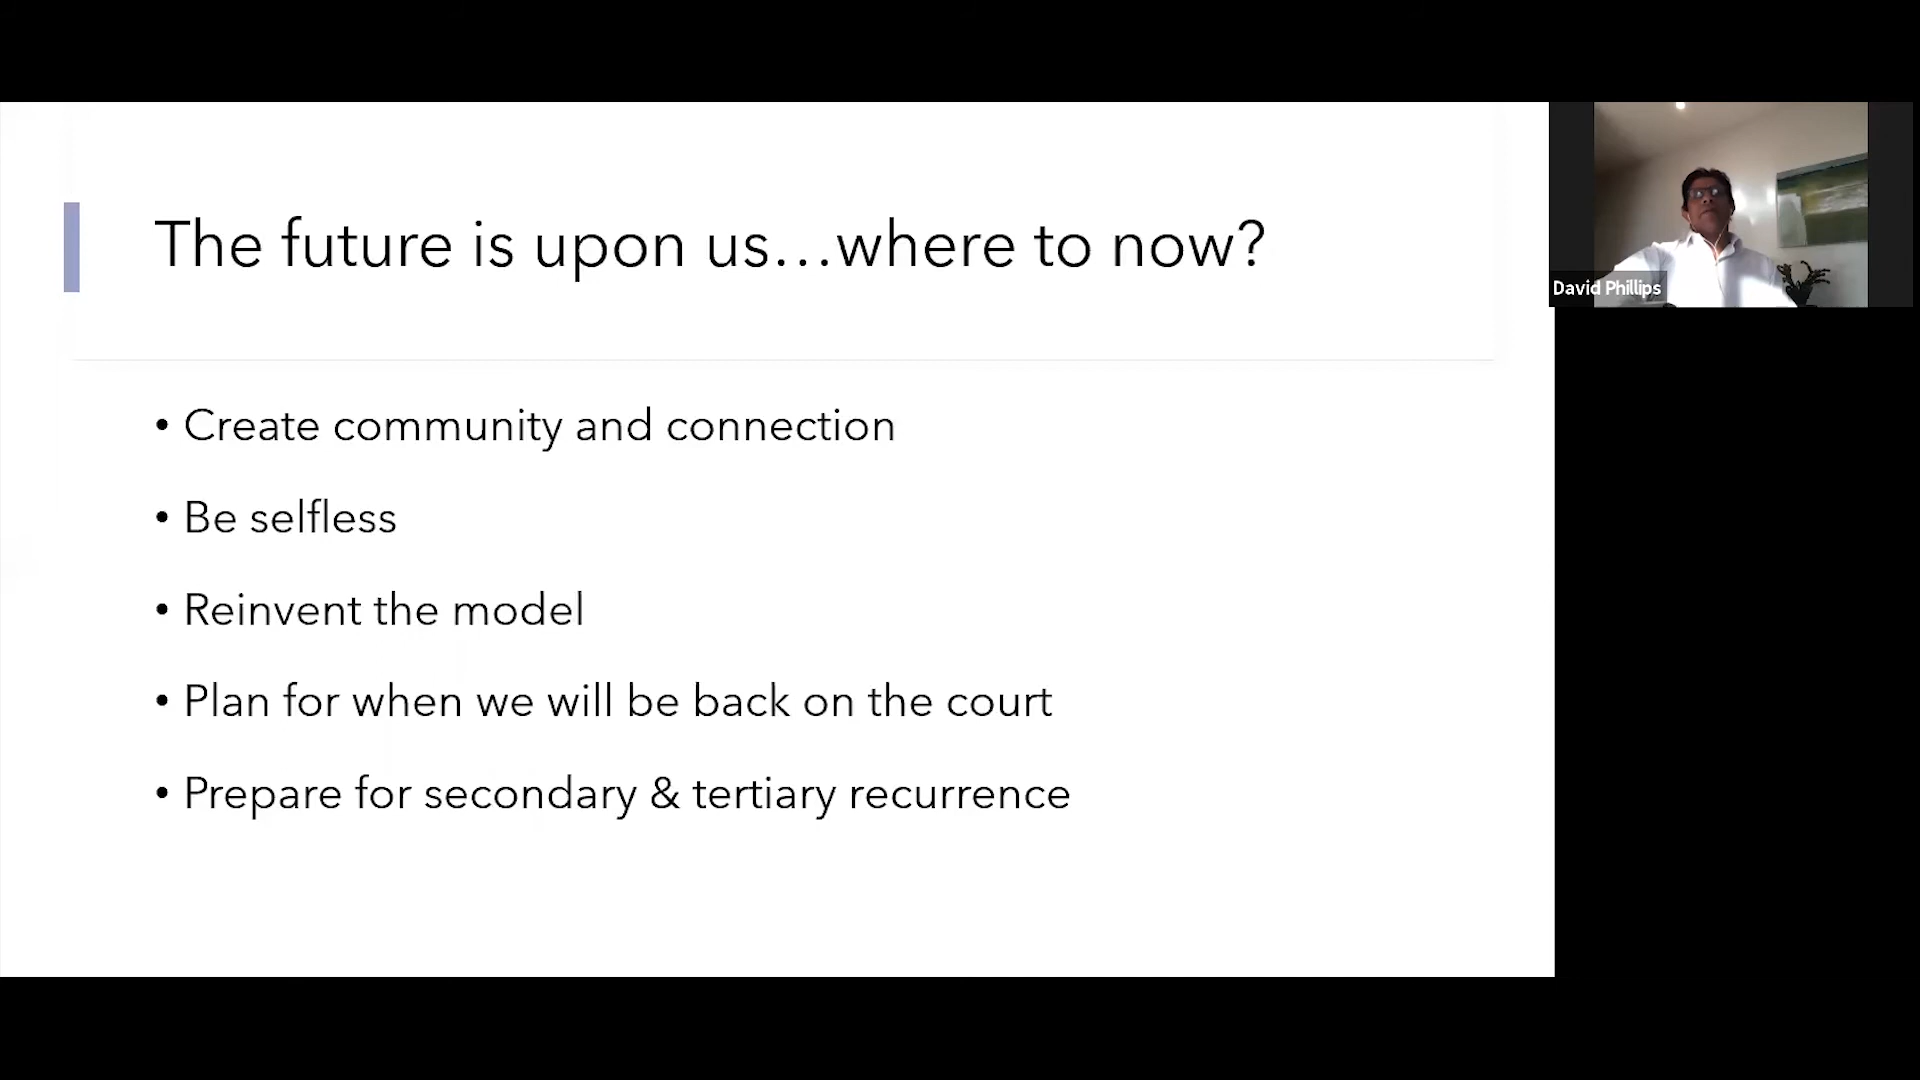 The future is upon us...where to now?
• Create community and connection
• Be selfless
• Reinvent the model
• Plan for when we will be back on the court
• Prepare for secondary & tertiary recurrence
David Phillips